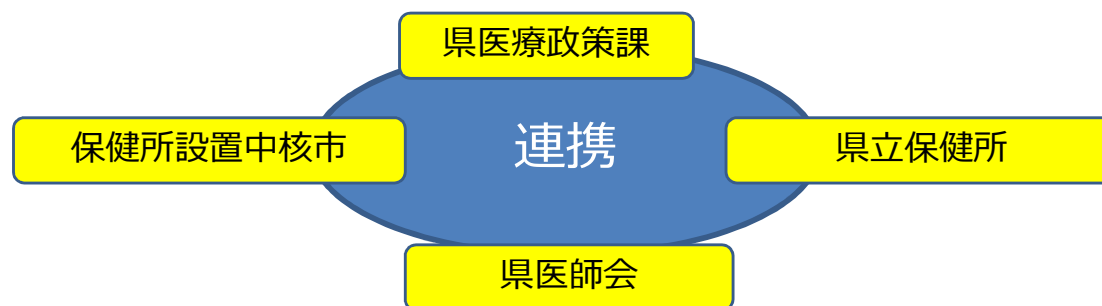 県医療政策課
保健所設置中核市
連携
県立保健所
県医師会